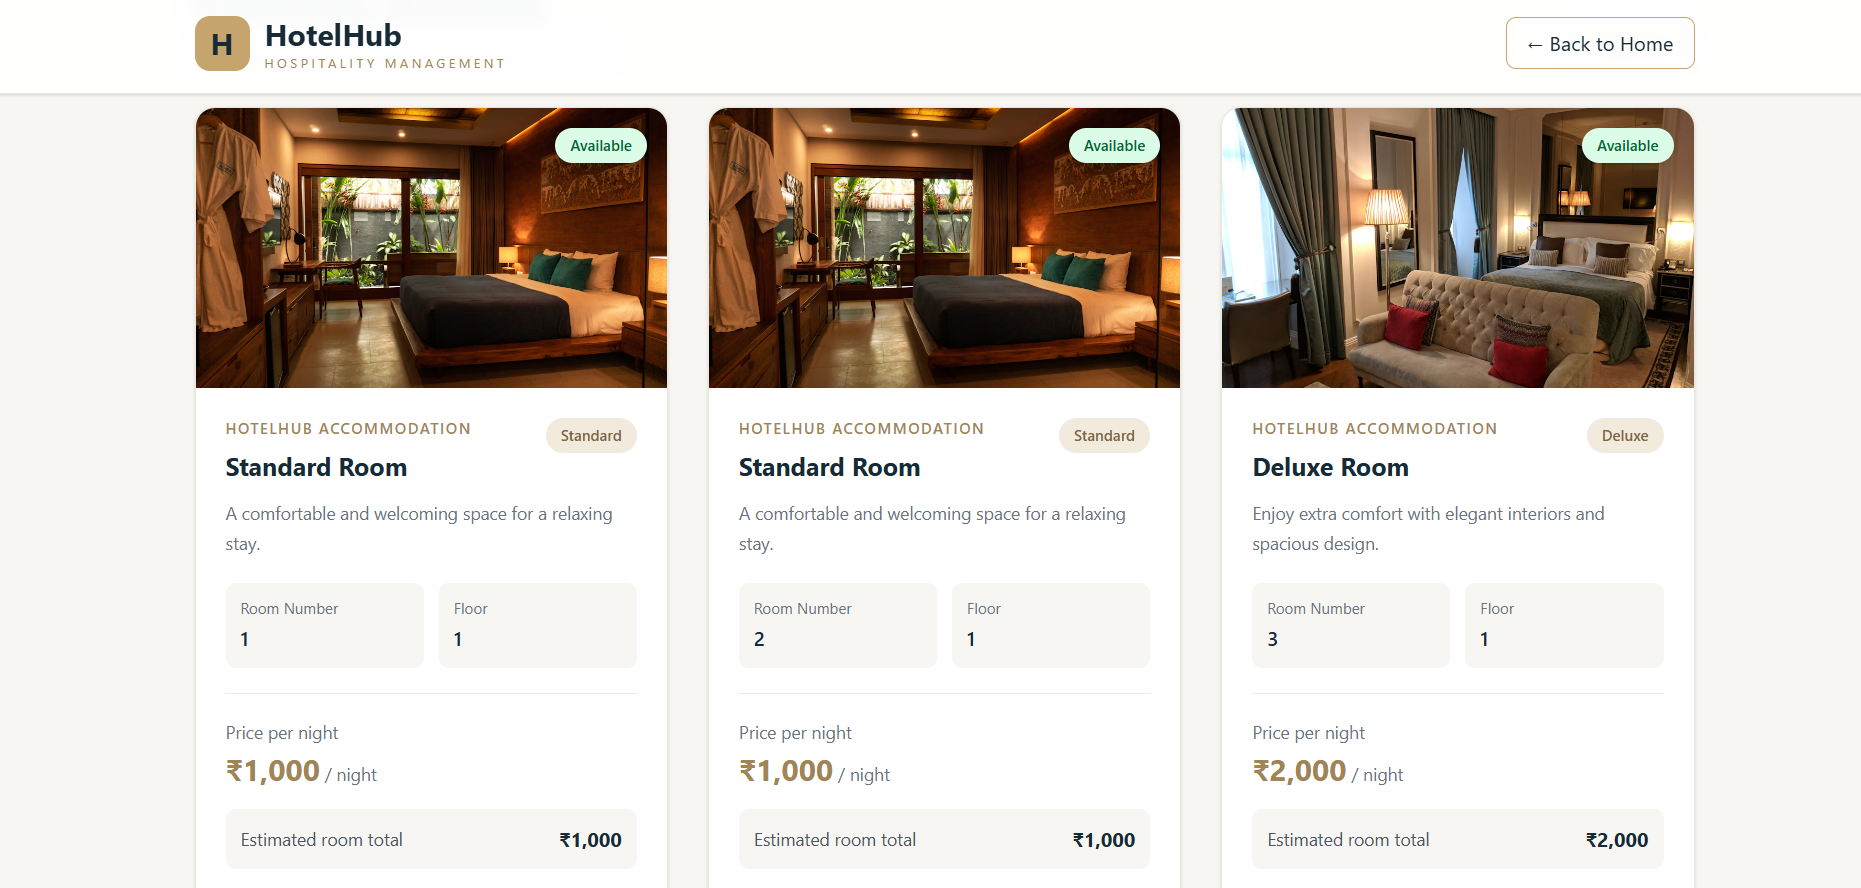 H
HotelHub
HOSPITALITY MANAGEMENT
← Back to Home
Available
HOTELHUB ACCOMMODATION
Standard
Standard Room
A comfortable and welcoming space for a relaxing
stay.
Room Number
1
Floor
1
Price per night
₹1,000 / night
Estimated room total ₹1,000
Available
HOTELHUB ACCOMMODATION
Standard
Standard Room
A comfortable and welcoming space for a relaxing
stay.
Room Number
2
Floor
1
Price per night
₹1,000 / night
Estimated room total ₹1,000
Available
HOTELHUB ACCOMMODATION
Deluxe
Deluxe Room
Enjoy extra comfort with elegant interiors and
spacious design.
Room Number
3
Floor
1
Price per night
₹2,000 / night
Estimated room total ₹2,000